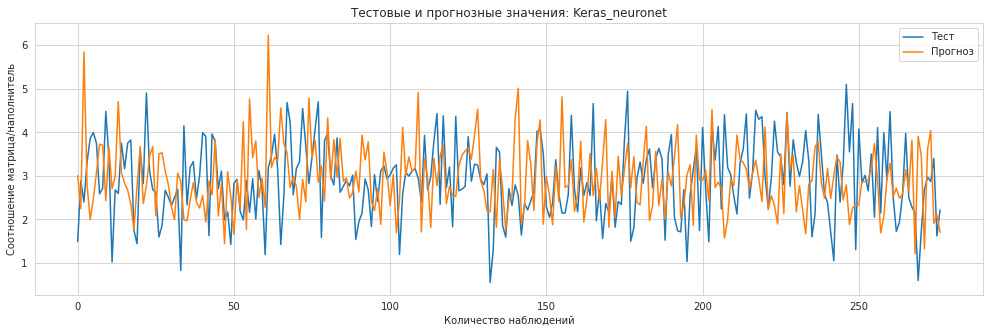 Тестовые и прогнозные значения: Keras_neuronet
Тест
Прогноз
Соотношение матрица/наполнитель
6
5
4
3
2
1
0
50
100
150
200
250
Количество наблюдений